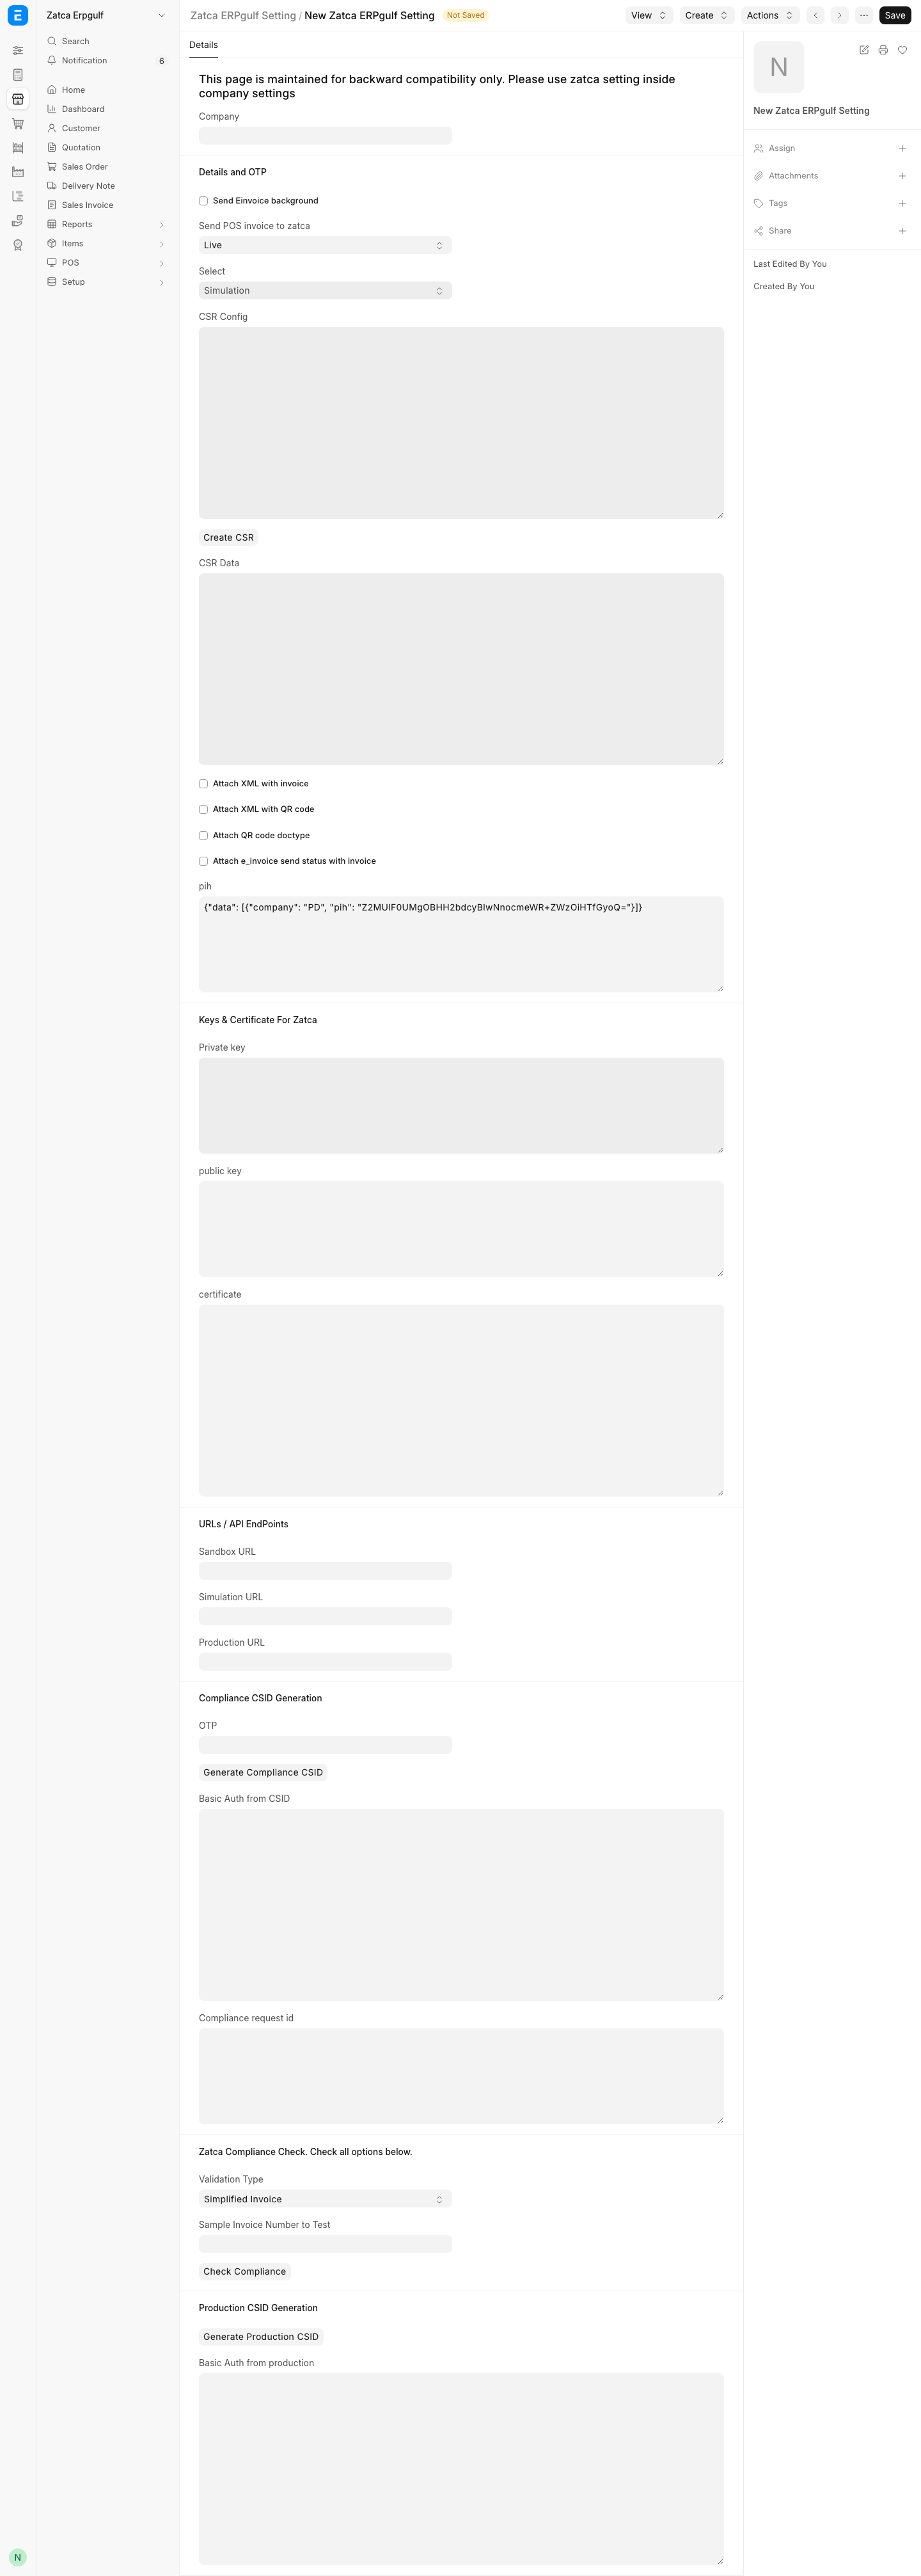 Zatca Erpgulf
Search
Notification 6
Home
Dashboard
Customer
Quotation
Sales Order
Delivery Note
Sales Invoice
Reports
Items
POS
Setup
N
Zatca ERPgulf Setting / New Zatca ERPgulf Setting Not Saved
View Create Actions ... Save
Details
This page is maintained for backward compatibility only. Please use zatca setting inside
company settings
Company
Details and OTP
Send Einvoice background
Send POS invoice to zatca
Live
Select
Simulation
CSR Config
Create CSR
CSR Data
Attach XML with invoice
Attach XML with QR code
Attach QR code doctype
Attach e_invoice send status with invoice
pih
{"data": [{"company": "PD", "pih": "Z2MUIF0UMgOBHH2bdcyBlwNnocmeWR+ZWzOiHTfGyoQ="}]}
Keys & Certificate For Zatca
Private key
public key
certificate
URLs / API EndPoints
Sandbox URL
Simulation URL
Production URL
Compliance CSID Generation
OTP
Generate Compliance CSID
Basic Auth from CSID
Compliance request id
Zatca Compliance Check. Check all options below.
Validation Type
Simplified Invoice
Sample Invoice Number to Test
Check Compliance
Production CSID Generation
Generate Production CSID
Basic Auth from production
N
New Zatca ERPgulf Setting
Assign
Attachments
Tags
Share
Last Edited By You
Created By You